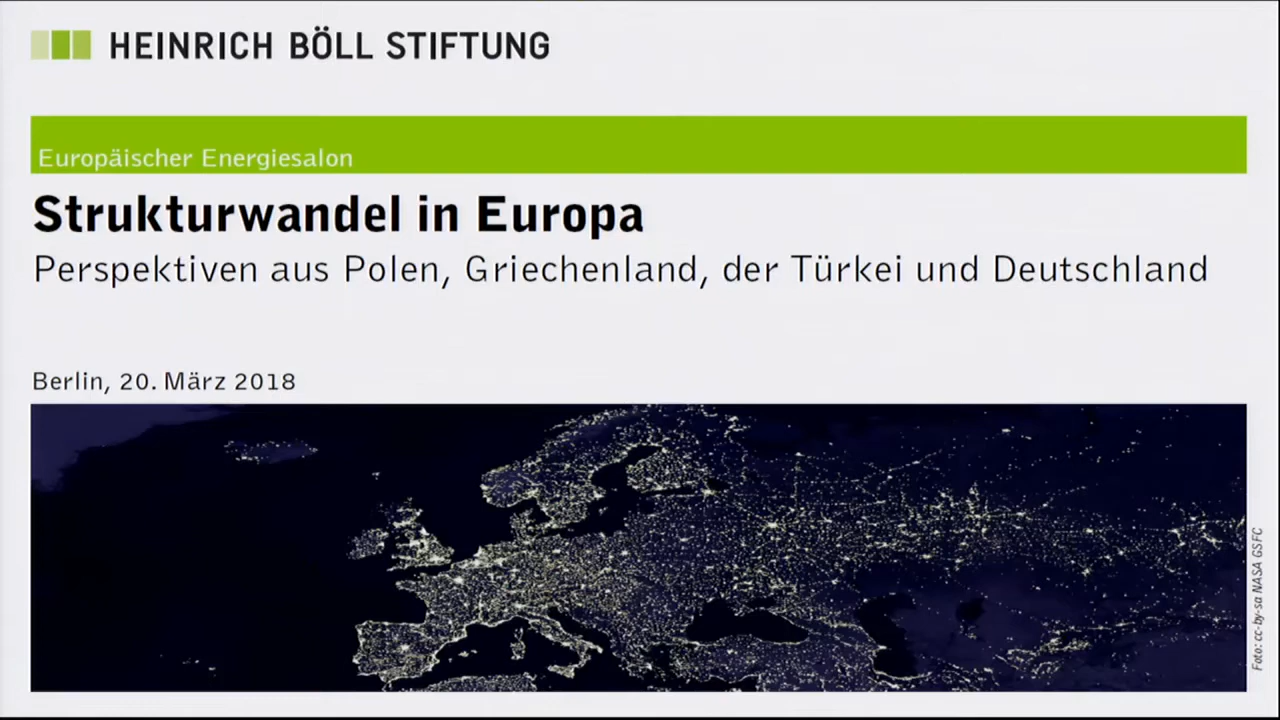 HEINRICH BÖLL STIFTUNG
Europäischer Energiesalon
Strukturwandel in Europa
Perspektiven aus Polen, Griechenland, der Türkei und Deutschland
Berlin, 20. März 2018
Foto: cc-by-sa NASA GSFC